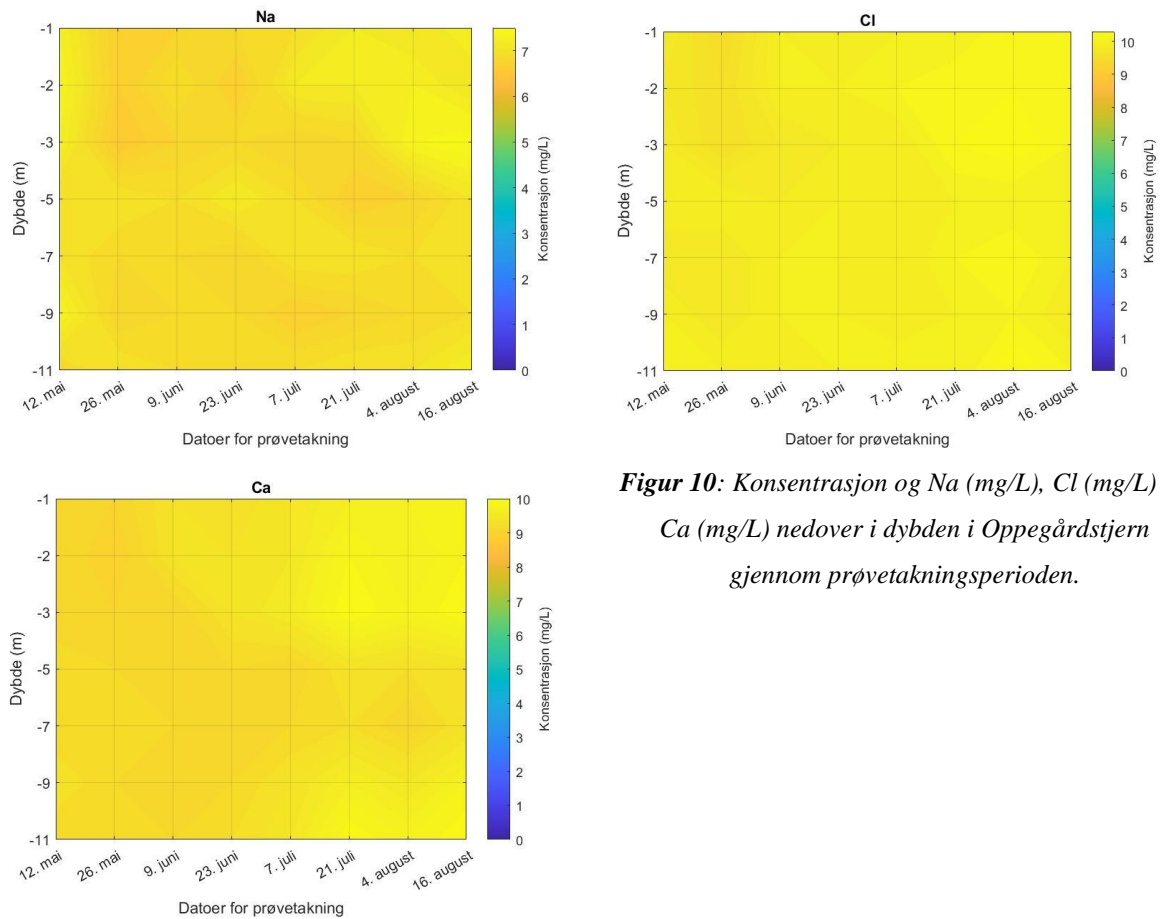 Na
-1
-2
-3
-5
-7
-9
-11
Dybde (m)
12. mai
26. mai
9. juni
23. juni
7. juli
21. juli
4. august
16. august
Datoer for prøvetakning
7
6
5
4
3
2
1
0
Konsentrasjon (mg/L)
Cl
-1
-2
-3
-5
-7
-9
-11
Dybde (m)
12. mai
26. mai
9. juni
23. juni
7. juli
21. juli
4. august
16. august
Datoer for prøvetakning
10
9
8
7
6
5
4
3
2
1
0
Konsentrasjon (mg/L)
Ca
-1
-2
-3
-5
-7
-9
-11
Dybde (m)
12. mai
26. mai
9. juni
23. juni
7. juli
21. juli
4. august
16. august
Datoer for prøvetakning
10
9
8
7
6
5
4
3
2
1
0
Konsentrasjon (mg/L)
Figur 10: Konsentrasjon og Na (mg/L), Cl (mg/L)
Ca (mg/L) nedover i dybden i Oppegårdstjern
gjennom prøvetakningsperioden.